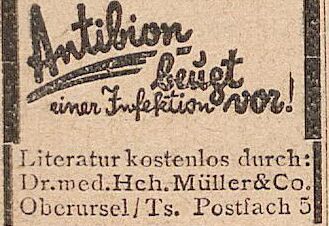 Antibion
beugt
einer Infektion vor!
Literatur kostenlos durch:
Dr.med.Hch.Müller&Co.
Oberursel/Ts. Postfach 5